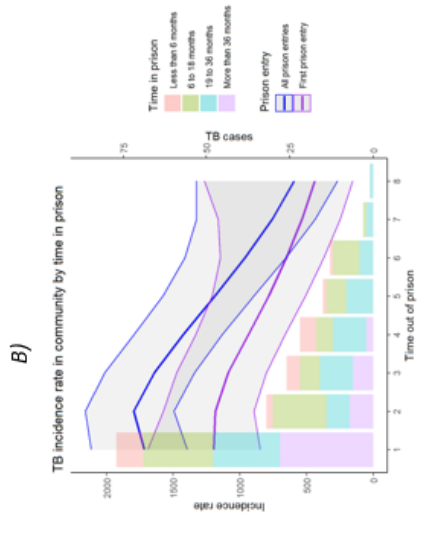 B)
TB incidence rate in community by time in prison
Incidence rate
2000
1500
1000
500
0
1 2 3 4 5 6 7 8
Time out of prison
TB cases
75
50
25
0
Time in prison
Less than 6 months
6 to 18 months
19 to 36 months
More than 36 months
Prison entry
All prison entries
First prison entry